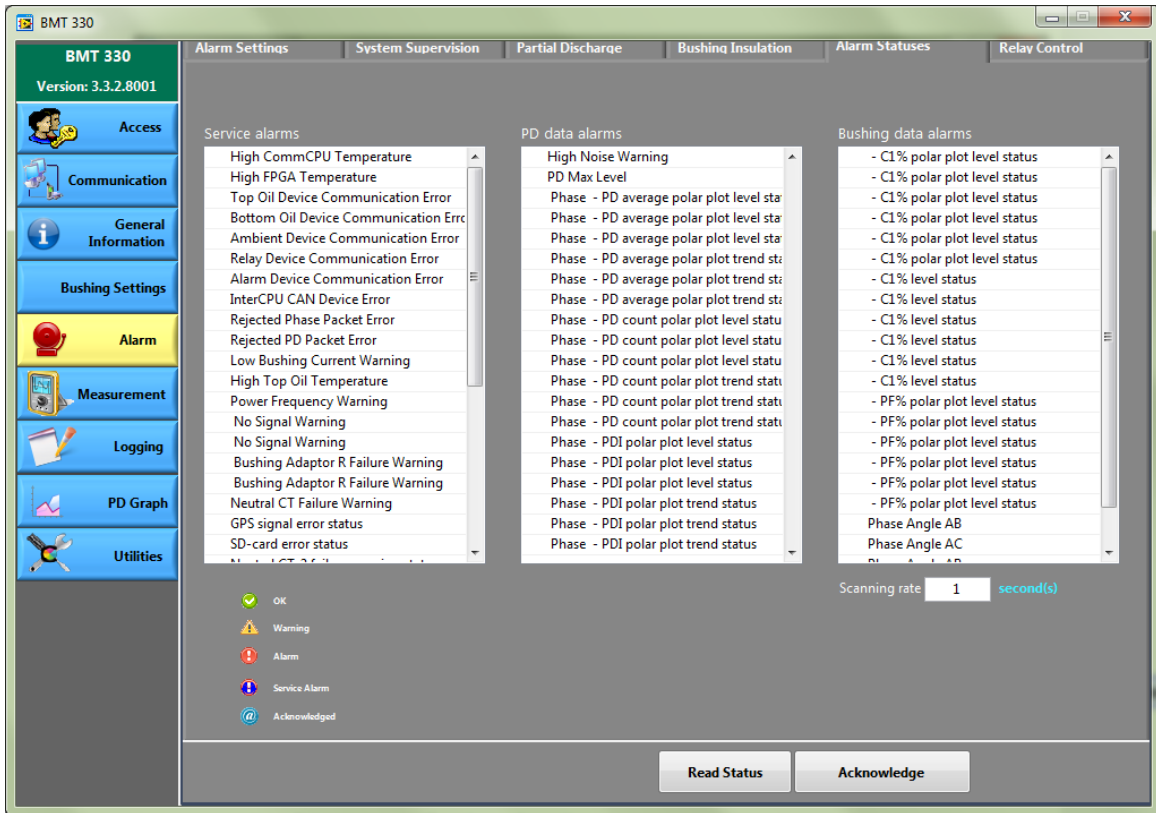 BMT 330
BMT 330
Version: 3.3.2.8001
Access
Communication
General
Information
Bushing Settings
Alarm
Measurement
Logging
PD Graph
Utilities
Alarm Settings
System Supervision
Partial Discharge
Bushing Insulation
Alarm Statuses
Relay Control
Service alarms
High CommCPU Temperature
High FPGA Temperature
Top Oil Device Communication Error
Bottom Oil Device Communication Errc
Ambient Device Communication Error
Relay Device Communication Error
Alarm Device Communication Error
InterCPU CAN Device Error
Rejected Phase Packet Error
Rejected PD Packet Error
Low Bushing Current Warning
High Top Oil Temperature
Power Frequency Warning
No Signal Warning
No Signal Warning
Bushing Adaptor R Failure Warning
Bushing Adaptor R Failure Warning
Neutral CT Failure Warning
GPS signal error status
SD-card error status
PD data alarms
High Noise Warning
PD Max Level
Phase - PD average polar plot level sta
Phase - PD average polar plot level sta
Phase - PD average polar plot level sta
Phase - PD average polar plot trend sta
Phase - PD average polar plot trend sta
Phase - PD average polar plot trend sta
Phase - PD count polar plot level statu
Phase - PD count polar plot level statu
Phase - PD count polar plot level statu
Phase - PD count polar plot trend statu
Phase - PD count polar plot trend statu
Phase - PD count polar plot trend statu
Phase - PDI polar plot level status
Phase - PDI polar plot level status
Phase - PDI polar plot level status
Phase - PDI polar plot trend status
Phase - PDI polar plot trend status
Phase - PDI polar plot trend status
Bushing data alarms
- C1% polar plot level status
- C1% polar plot level status
- C1% polar plot level status
- C1% polar plot level status
- C1% polar plot level status
- C1% polar plot level status
- C1% level status
- C1% level status
- C1% level status
- C1% level status
- C1% level status
- C1% level status
- PF% polar plot level status
- PF% polar plot level status
- PF% polar plot level status
- PF% polar plot level status
- PF% polar plot level status
- PF% polar plot level status
Phase Angle AB
Phase Angle AC
Scanning rate 1 second(s)
OK
Warning
Alarm
Service Alarm
Acknowledged
Read Status
Acknowledge